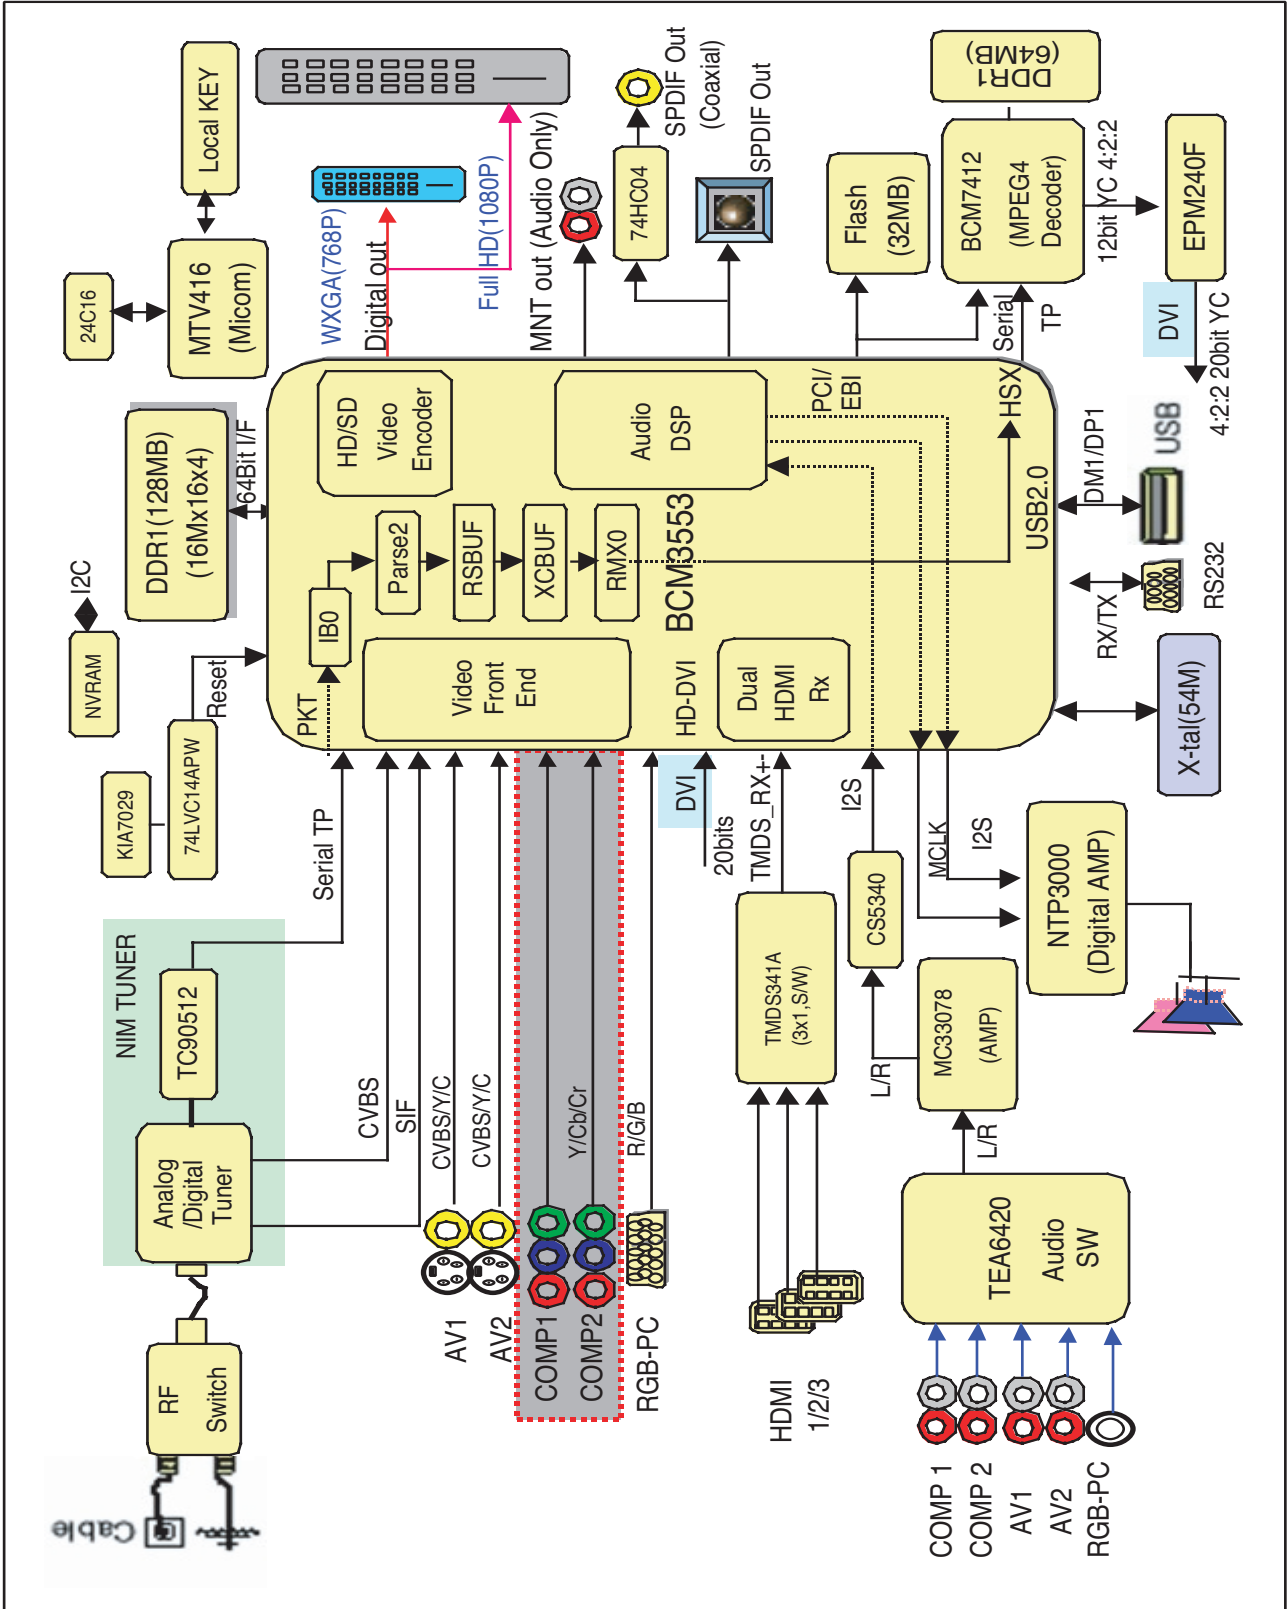 Cable
RF
Switch
NIM TUNER
Analog
/Digital
Tuner
TC90512
KIA7029
74LVC14APW
Reset
NVRAM
I2C
DDR1(128MB)
(16Mx16x4)
64Bit I/F
24C16
MTV416
(Micom)
Local KEY
Serial TP
CVBS
SIF
CVBS/Y/C
CVBS/Y/C
Y/Cb/Cr
R/G/B
AV1
AV2
COMP1
COMP2
RGB-PC
PKT
IB0
Parse2
RSBUF
XCBUF
RMX0
BCM3553
Video
Front
End
HD/SD
Video
Encoder
Audio
DSP
HD-DVI
Dual
HDMI
Rx
PCI/
EBI
HSX
USB2.0
WXGA(768P)
Digital out
Full HD(1080P)
MNT out (Audio Only)
74HC04
SPDIF Out
(Coaxial)
SPDIF Out
Flash
(32MB)
Serial
TP
BCM7412
(MPEG4
Decoder)
DDR1
(64MB)
12bit YC 4:2:2
EPM240F
DVI
4:2:2 20bit YC
DVI
20bits
TMDS_RX+-
TMDS341A
(3x1,S/W)
HDMI
1/2/3
I2S
CS5340
L/R
MC33078
(AMP)
L/R
TEA6420
Audio
SW
COMP 1
COMP 2
AV1
AV2
RGB-PC
MCLK
I2S
NTP3000
(Digital AMP)
X-tal(54M)
RX/TX
RS232
DM1/DP1
USB